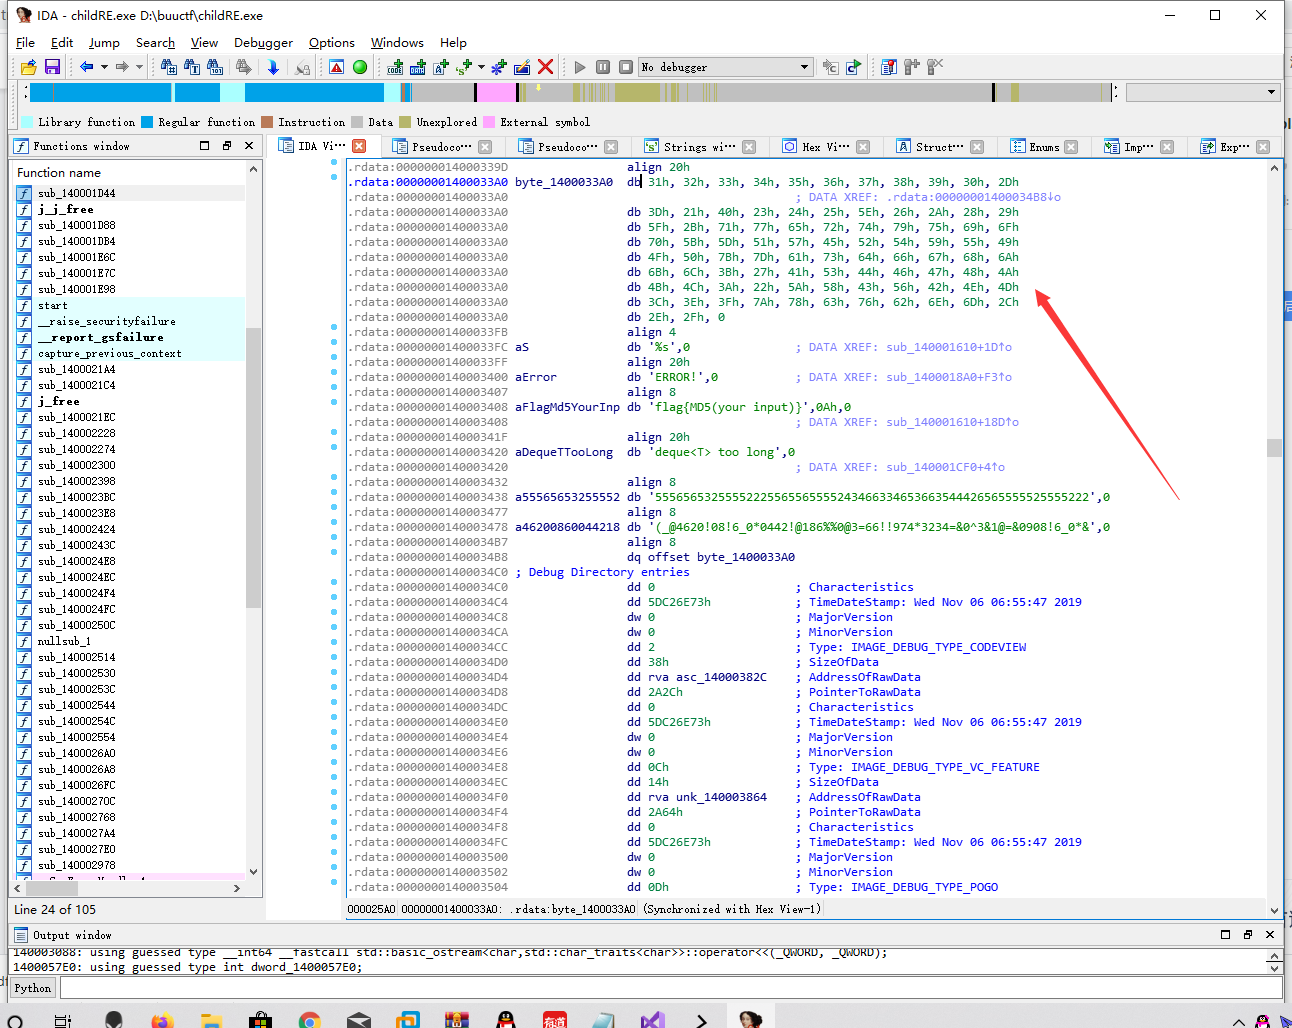 IDA - childRE.exe D:\buuctf\childRE.exe
File Edit Jump Search View Debugger Options Windows Help
No debugger
Library function Regular function Instruction Data Unexplored External symbol
Functions window
IDA Vi··· Pseudoco··· Pseudoco··· Strings wi··· Hex Vi··· Struct··· Enums Imp··· Exp···
Function name
sub_140001D44
j_j_free
sub_140001D88
sub_140001DB4
sub_140001E6C
sub_140001E7C
sub_140001E98
start
__raise_securityfailure
__report_gsfailure
capture_previous_context
sub_1400021A4
sub_1400021C4
j_free
sub_1400021EC
sub_140002228
sub_140002274
sub_140002300
sub_140002398
sub_1400023BC
sub_1400023E8
sub_140002424
sub_14000243C
sub_1400024E8
sub_1400024EC
sub_1400024F4
sub_1400024FC
sub_14000250C
nullsub_1
sub_140002514
sub_140002530
sub_14000253C
sub_140002544
sub_14000254C
sub_140002554
sub_1400026A0
sub_1400026A8
sub_1400026FC
sub_14000270C
sub_140002768
sub_1400027A4
sub_1400027E0
sub_140002978
Line 24 of 105
.rdata:000000014000339D align 20h
.rdata:00000001400033A0 byte_1400033A0 db 31h, 32h, 33h, 34h, 35h, 36h, 37h, 38h, 39h, 30h, 2Dh
.rdata:00000001400033A0 ; DATA XREF: .rdata:00000001400034B8↓o
.rdata:00000001400033A0 db 3Dh, 21h, 40h, 23h, 24h, 25h, 5Eh, 26h, 2Ah, 28h, 29h
.rdata:00000001400033A0 db 5Fh, 2Bh, 71h, 77h, 65h, 72h, 74h, 79h, 75h, 69h, 6Fh
.rdata:00000001400033A0 db 70h, 5Bh, 5Dh, 51h, 57h, 45h, 52h, 54h, 59h, 55h, 49h
.rdata:00000001400033A0 db 4Fh, 50h, 7Bh, 7Dh, 61h, 73h, 64h, 66h, 67h, 68h, 6Ah
.rdata:00000001400033A0 db 6Bh, 6Ch, 3Bh, 27h, 41h, 53h, 44h, 46h, 47h, 48h, 4Ah
.rdata:00000001400033A0 db 4Bh, 4Ch, 3Ah, 22h, 5Ah, 58h, 43h, 56h, 42h, 4Eh, 4Dh
.rdata:00000001400033A0 db 3Ch, 3Eh, 3Fh, 7Ah, 78h, 63h, 76h, 62h, 6Eh, 6Dh, 2Ch
.rdata:00000001400033A0 db 2Eh, 2Fh, 0
.rdata:00000001400033FB align 4
.rdata:00000001400033FC aS db '%s',0 ; DATA XREF: sub_140001610+1D↑o
.rdata:00000001400033FF align 20h
.rdata:0000000140003400 aError db 'ERROR!',0 ; DATA XREF: sub_1400018A0+F3↑o
.rdata:0000000140003407 align 8
.rdata:0000000140003408 aFlagMd5YourInp db 'flag{MD5(your input)}',0Ah,0
.rdata:0000000140003408 ; DATA XREF: sub_140001610+18D↑o
.rdata:000000014000341F align 20h
.rdata:0000000140003420 aDequeTTooLong db 'deque<T> too long',0
.rdata:0000000140003420 ; DATA XREF: sub_140001CF0+4↑o
.rdata:0000000140003432 align 8
.rdata:0000000140003438 a55565653255552 db '55565653255552225565565555243466334653663544426565555525555222',0
.rdata:0000000140003477 align 8
.rdata:0000000140003478 a46200860044218 db '(_@4620!08!6_0*0442!@186%%0@3=66!!974*3234=&0^3&1@=&0908!6_0*&',0
.rdata:00000001400034B7 align 8
.rdata:00000001400034B8 dq offset byte_1400033A0
.rdata:00000001400034C0 ; Debug Directory entries
.rdata:00000001400034C0 dd 0 ; Characteristics
.rdata:00000001400034C4 dd 5DC26E73h ; TimeDateStamp: Wed Nov 06 06:55:47 2019
.rdata:00000001400034C8 dw 0 ; MajorVersion
.rdata:00000001400034CA dw 0 ; MinorVersion
.rdata:00000001400034CC dd 2 ; Type: IMAGE_DEBUG_TYPE_CODEVIEW
.rdata:00000001400034D0 dd 38h ; SizeOfData
.rdata:00000001400034D4 dd rva asc_14000382C ; AddressOfRawData
.rdata:00000001400034D8 dd 2A2Ch ; PointerToRawData
.rdata:00000001400034DC dd 0 ; Characteristics
.rdata:00000001400034E0 dd 5DC26E73h ; TimeDateStamp: Wed Nov 06 06:55:47 2019
.rdata:00000001400034E4 dw 0 ; MajorVersion
.rdata:00000001400034E6 dw 0 ; MinorVersion
.rdata:00000001400034E8 dd 0Ch ; Type: IMAGE_DEBUG_TYPE_VC_FEATURE
.rdata:00000001400034EC dd 14h ; SizeOfData
.rdata:00000001400034F0 dd rva unk_140003864 ; AddressOfRawData
.rdata:00000001400034F4 dd 2A64h ; PointerToRawData
.rdata:00000001400034F8 dd 0 ; Characteristics
.rdata:00000001400034FC dd 5DC26E73h ; TimeDateStamp: Wed Nov 06 06:55:47 2019
.rdata:0000000140003500 dw 0 ; MajorVersion
.rdata:0000000140003502 dw 0 ; MinorVersion
.rdata:0000000140003504 dd 0Dh ; Type: IMAGE_DEBUG_TYPE_POGO
000025A0 00000001400033A0: .rdata:byte_1400033A0 (Synchronized with Hex View-1)
Output window
140003088: using guessed type __int64 __fastcall std::basic_ostream<char,std::char_traits<char>>::operator<<(_QWORD, _QWORD);
1400057E0: using guessed type int dword_1400057E0;
Python
有道